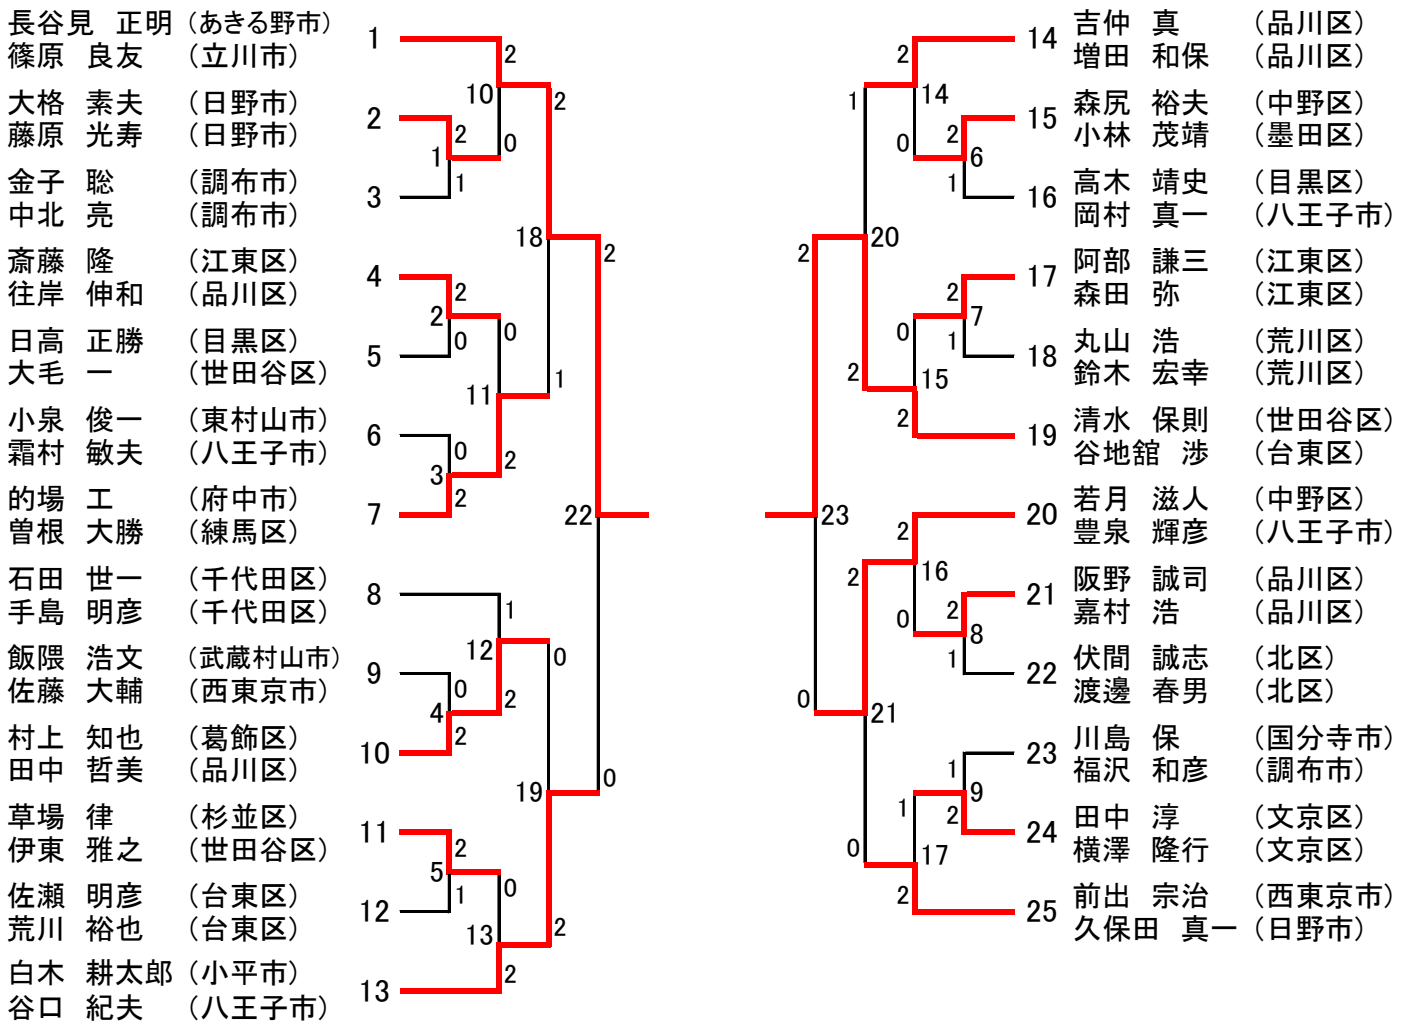 長谷見 正明 （あきる野市）
篠原 良友 （立川市）
1
大格 素夫 （日野市）
藤原 光寿 （日野市）
2
金子 聡 （調布市）
中北 亮 （調布市）
3
斎藤 隆 （江東区）
往岸 伸和 （品川区）
4
日高 正勝 （目黒区）
大毛 一 （世田谷区）
5
小泉 俊一 （東村山市）
霜村 敏夫 （八王子市）
6
的場 工 （府中市）
曽根 大勝 （練馬区）
7
石田 世一 （千代田区）
手島 明彦 （千代田区）
8
飯隈 浩文 （武蔵村山市）
佐藤 大輔 （西東京市）
9
村上 知也 （葛飾区）
田中 哲美 （品川区）
10
草場 律 （杉並区）
伊東 雅之 （世田谷区）
11
佐瀬 明彦 （台東区）
荒川 裕也 （台東区）
12
白木 耕太郎 （小平市）
谷口 紀夫 （八王子市）
13
2
10
0
2
1
1
2
2
0
0
11
2
0
3
2
1
12
2
0
4
2
2
5
1
0
13
2
2
18
1
0
19
2
2
22
0
14
吉仲 真 （品川区）
増田 和保 （品川区）
15
森尻 裕夫 （中野区）
小林 茂靖 （墨田区）
16
高木 靖史 （目黒区）
岡村 真一 （八王子市）
17
阿部 謙三 （江東区）
森田 弥 （江東区）
18
丸山 浩 （荒川区）
鈴木 宏幸 （荒川区）
19
清水 保則 （世田谷区）
谷地舘 渉 （台東区）
20
若月 滋人 （中野区）
豊泉 輝彦 （八王子市）
21
阪野 誠司 （品川区）
嘉村 浩 （品川区）
22
伏間 誠志 （北区）
渡邊 春男 （北区）
23
川島 保 （国分寺市）
福沢 和彦 （調布市）
24
田中 淳 （文京区）
横澤 隆行 （文京区）
25
前出 宗治 （西東京市）
久保田 真一 （日野市）
2
14
0
2
6
1
2
7
1
0
15
2
2
16
0
2
8
1
1
9
2
1
17
2
1
20
2
2
21
0
2
23
0